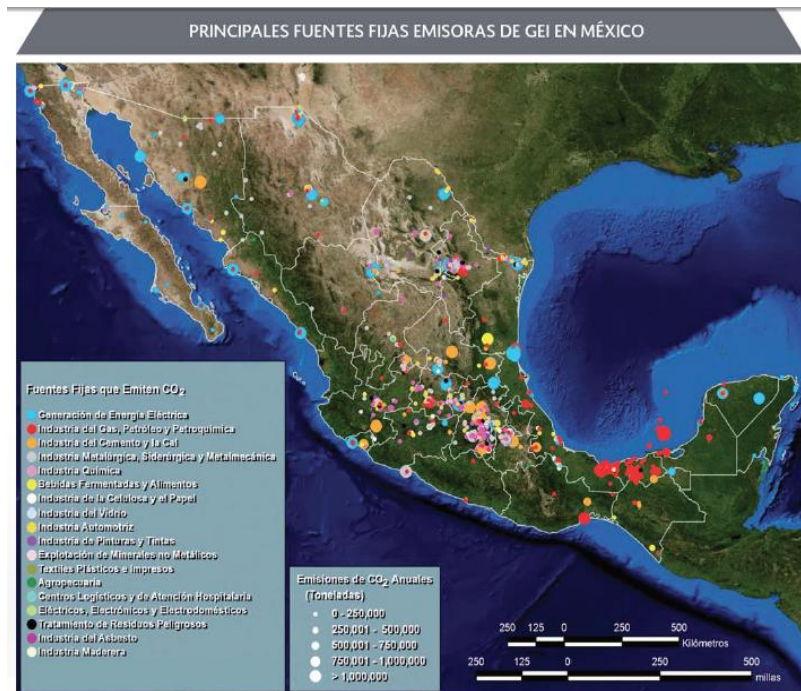 PRINCIPALES FUENTES FIJAS EMISORAS DE GEI EN MÉXICO
Fuentes Fijas que Emiten CO₂
Generación de Energía Eléctrica
Industria del Gas, Petróleo y Petroquímica
Industria del Cemento y la Cal
Industria Metalúrgica, Siderúrgica y Metalmecánica
Industria Química
Bebidas Fermentadas y Alimentos
Industria de la Celulosa y el Papel
Industria del Vidrio
Industria Automotriz
Industria de Pinturas y Tintas
Explotación de Minerales no Metálicos
Textiles Plásticos e Impresos
Agropecuaria
Centros Logísticos y de Atención Hospitalaria
Eléctricos, Electrónicos y Electrodomésticos
Tratamiento de Residuos Peligrosos
Industria del Asbesto
Industria Maderera
Emisiones de CO₂ Anuales
(Toneladas)
0 - 250,000
250,001 - 500,000
500,001 - 750,000
750,001 - 1,000,000
> 1,000,000
250 125 0 250 500
Kilómetros
250 125 0 250 500
millas